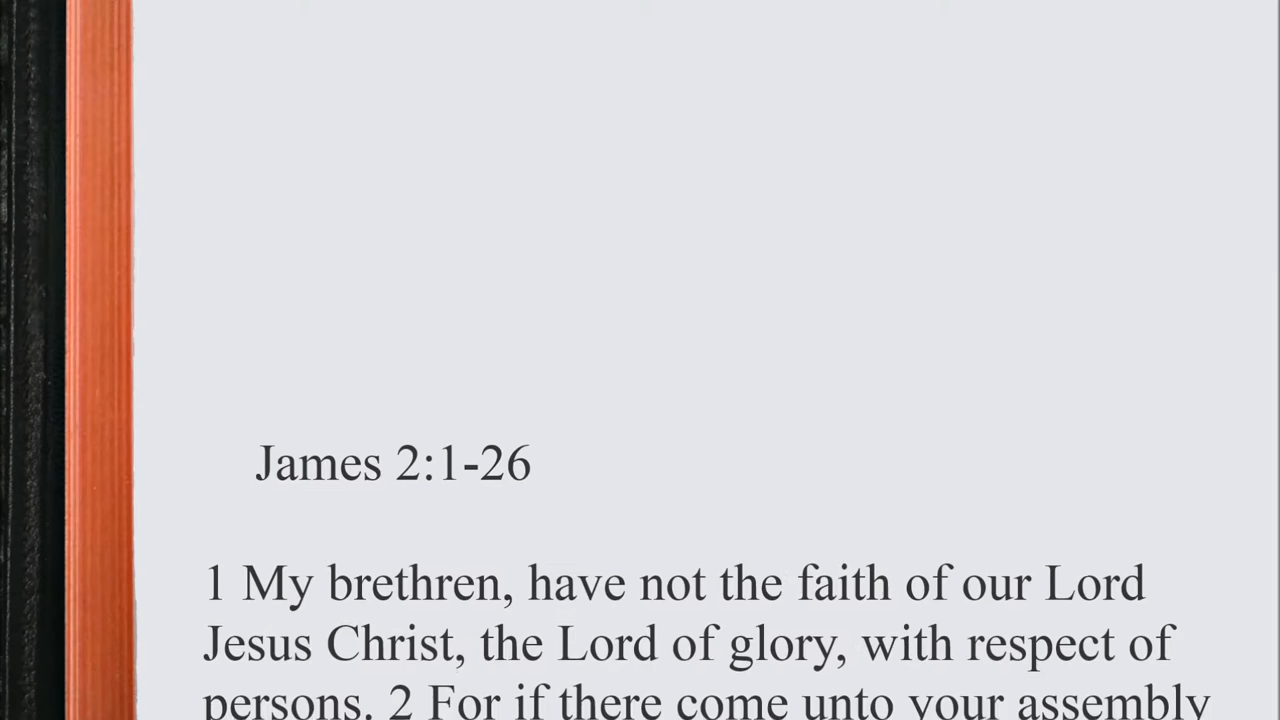 James 2:1-26
1 My brethren, have not the faith of our Lord
Jesus Christ, the Lord of glory, with respect of
persons. 2 For if there come unto your assembly